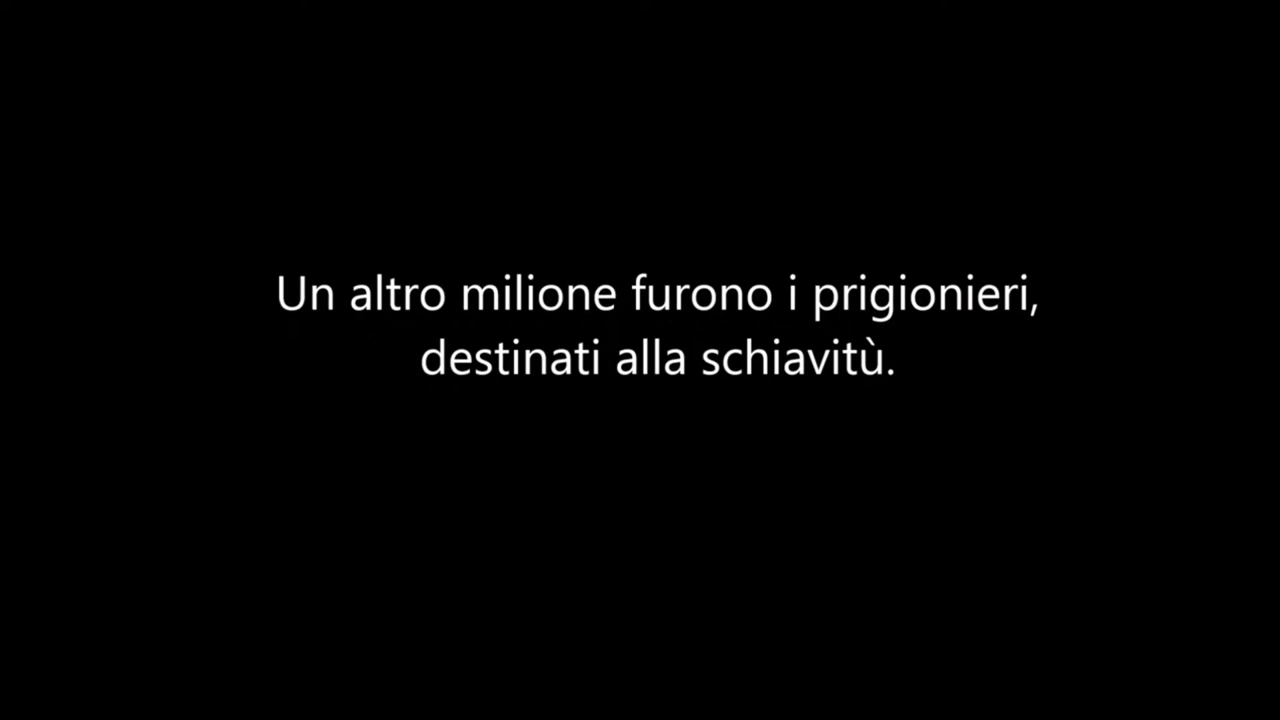 Un altro milione furono i prigionieri,
destinati alla schiavitù.